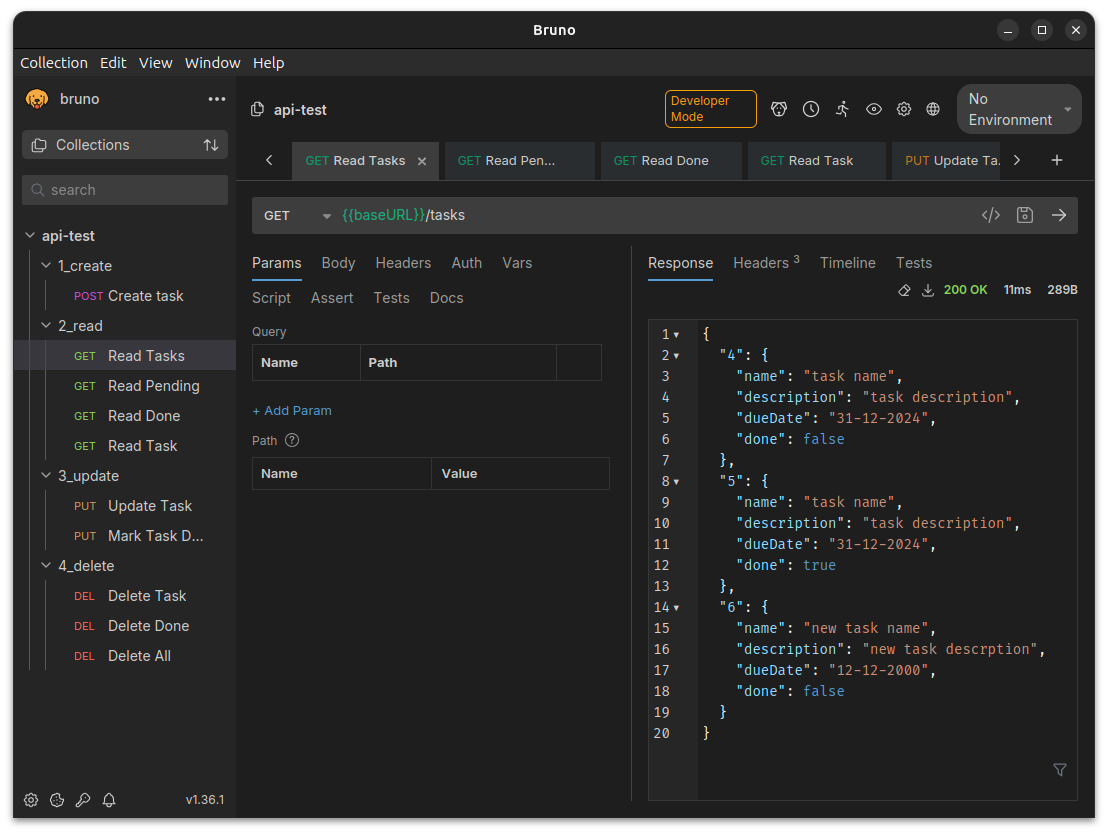 Bruno
Collection Edit View Window Help
bruno
Collections
search
api-test
1_create
POST Create task
2_read
GET Read Tasks
GET Read Pending
GET Read Done
GET Read Task
3_update
PUT Update Task
PUT Mark Task D...
4_delete
DEL Delete Task
DEL Delete Done
DEL Delete All
v1.36.1
api-test
Developer Mode
No Environment
GET Read Tasks
GET Read Pen...
GET Read Done
GET Read Task
PUT Update Ta.
GET {{baseURL}}/tasks
Params Body Headers Auth Vars
Script Assert Tests Docs
Query
Name Path
+ Add Param
Path ?
Name Value
Response Headers 3 Timeline Tests
200 OK 11ms 289B
1 {
2 "4": {
3 "name": "task name",
4 "description": "task description",
5 "dueDate": "31-12-2024",
6 "done": false
7 },
8 "5": {
9 "name": "task name",
10 "description": "task description",
11 "dueDate": "31-12-2024",
12 "done": true
13 },
14 "6": {
15 "name": "new task name",
16 "description": "new task descrption",
17 "dueDate": "12-12-2000",
18 "done": false
19 }
20 }